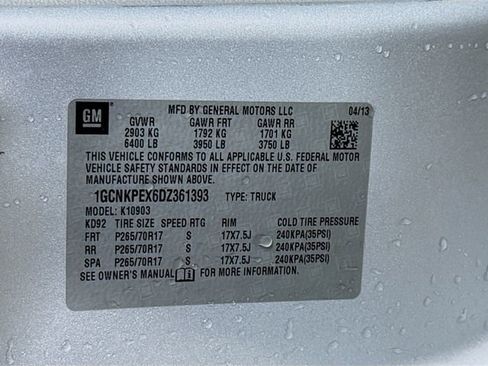 GM
MFD BY GENERAL MOTORS LLC 04/13
GVWR GAWR FRT GAWR RR
2903 KG 1792 KG 1701 KG
6400 LB 3950 LB 3750 LB
THIS VEHICLE CONFORMS TO ALL APPLICABLE U.S. FEDERAL MOTOR
VEHICLE SAFETY STANDARDS IN EFFECT ON THE DATE OF
MANUFACTURE SHOWN ABOVE.
1GCNKPEX6DZ361393 TYPE: TRUCK
MODEL: K10903
KD92 TIRE SIZE SPEED RTG RIM COLD TIRE PRESSURE
FRT P265/70R17 S 17X7.5J 240KPA(35PSI)
RR P265/70R17 S 17X7.5J 240KPA(35PSI)
SPA P265/70R17 S 17X7.5J 240KPA(35PSI)
SEE OWNER'S MANUAL FOR MORE INFORMATION.